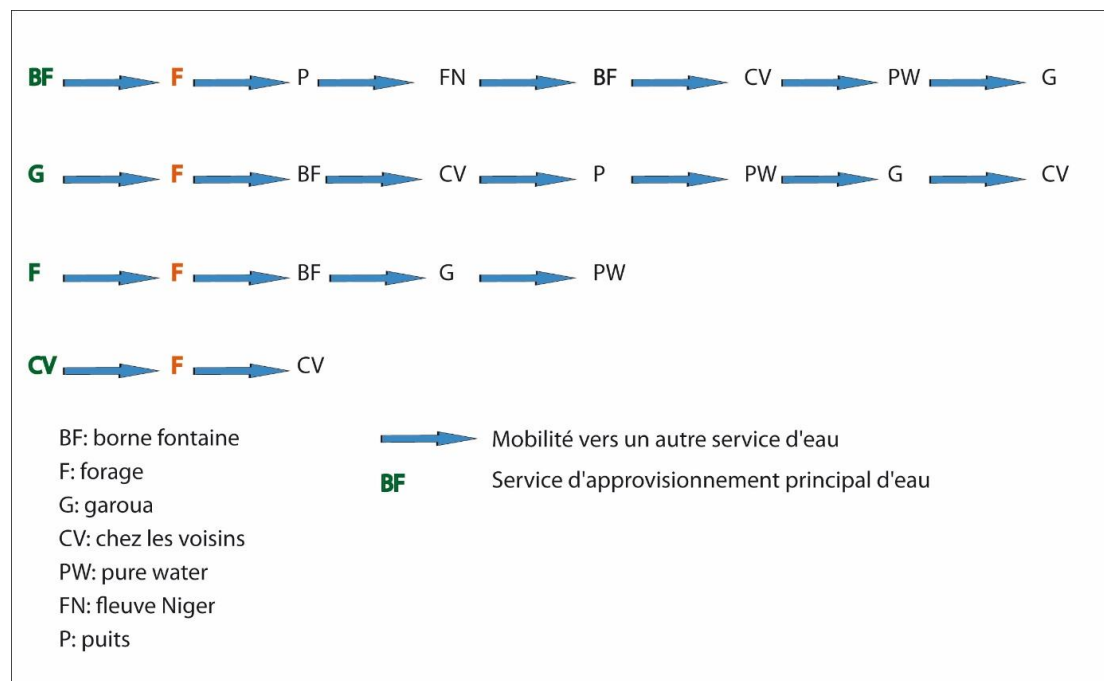 BF F P FN BF CV PW G
G F BF CV P PW G CV
F F BF G PW
CV F CV
BF: borne fontaine
F: forage
G: garoua
CV: chez les voisins
PW: pure water
FN: fleuve Niger
P: puits
Mobilité vers un autre service d'eau
BF Service d'approvisionnement principal d'eau